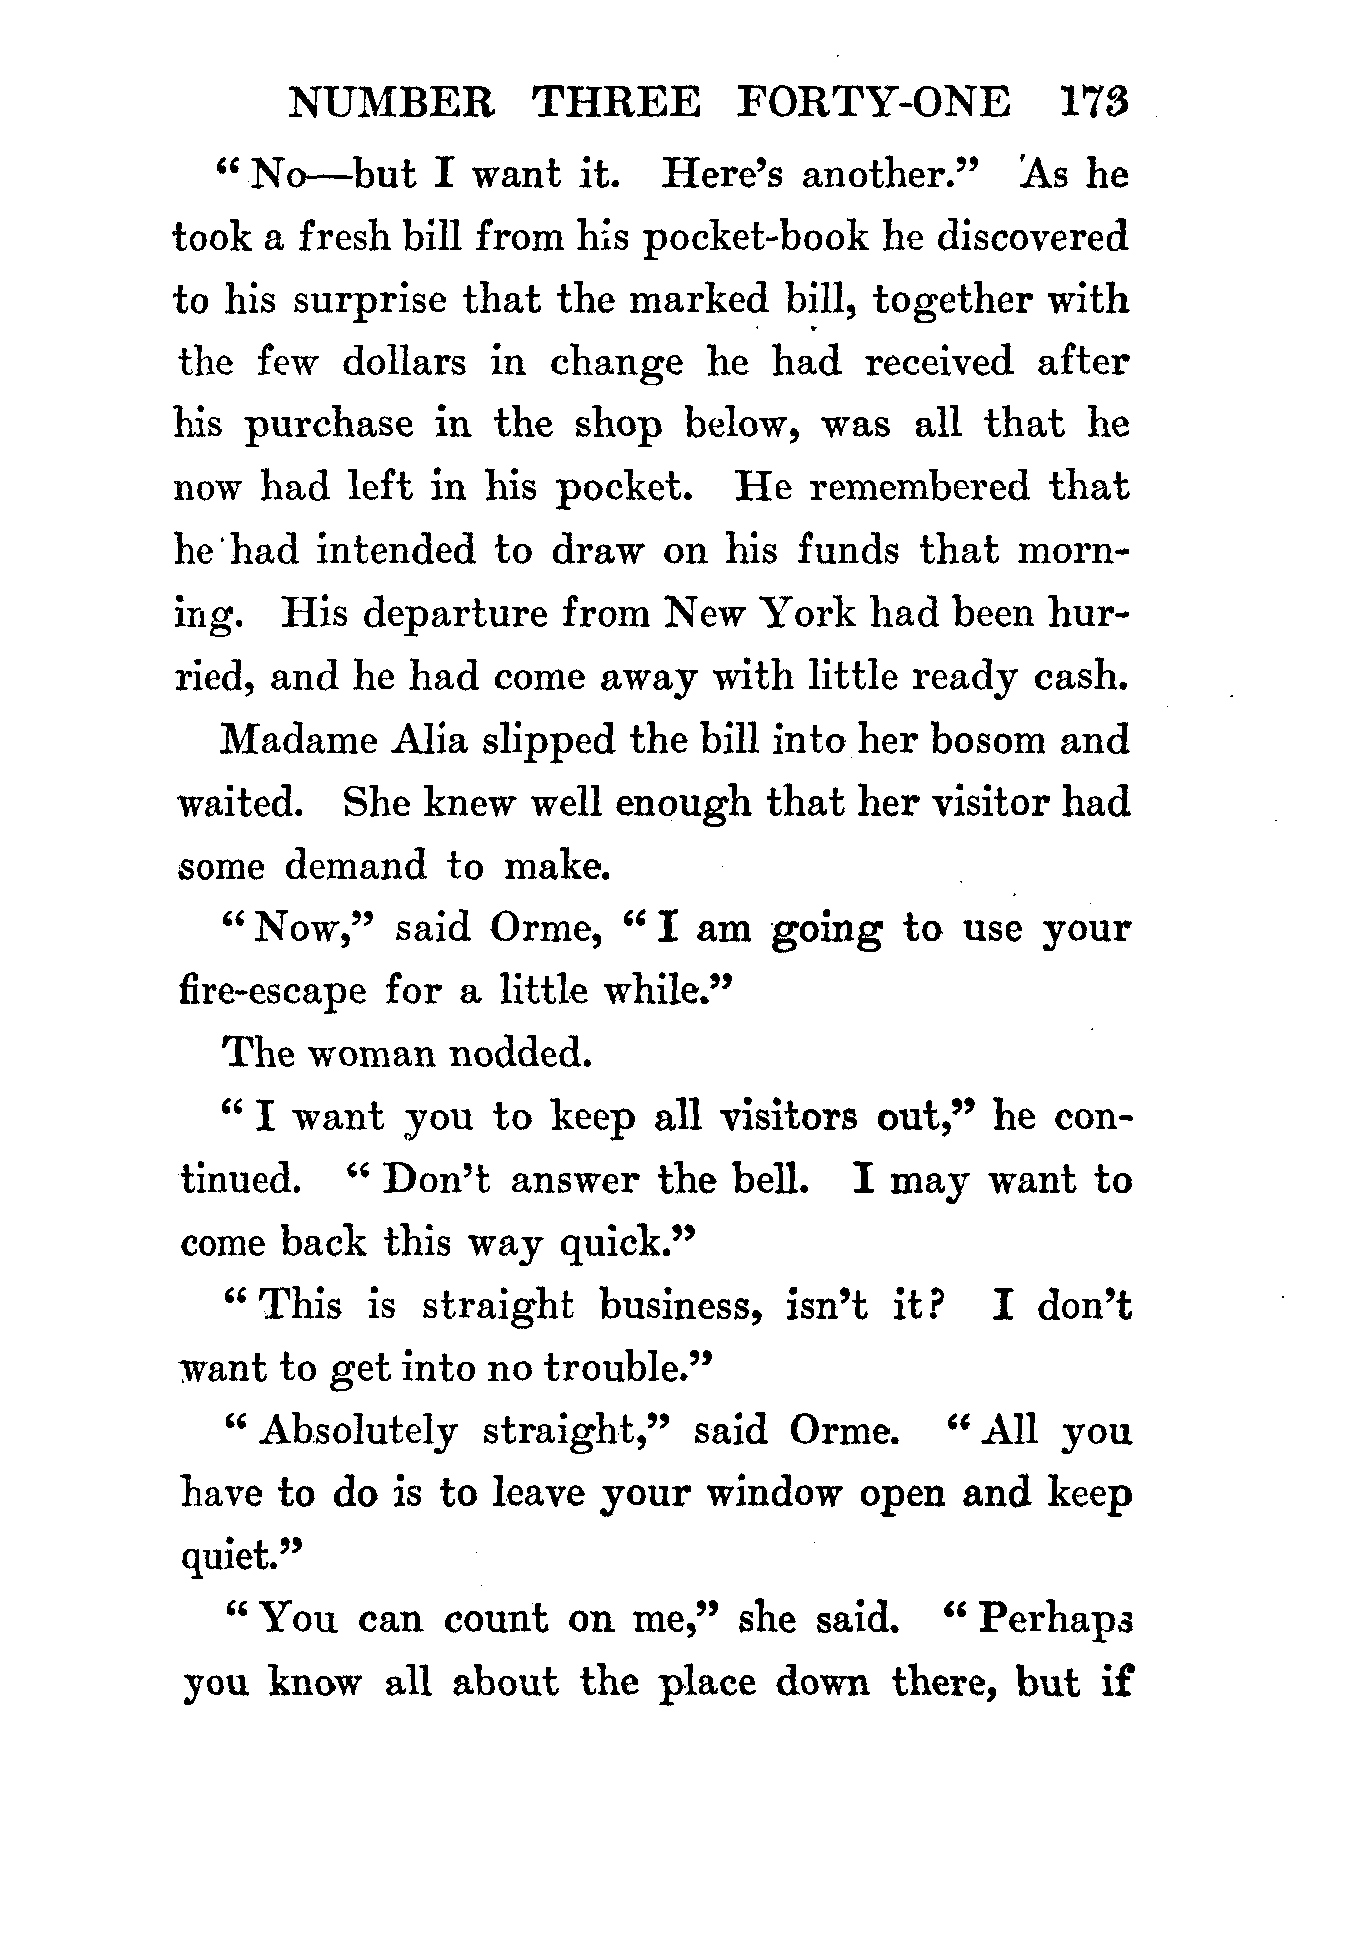 NUMBER THREE FORTY-ONE 173
“ No—but I want it. Here’s another.” As he
took a fresh bill from his pocket-book he discovered
to his surprise that the marked bill, together with
the few dollars in change he had received after
his purchase in the shop below, was all that he
now had left in his pocket. He remembered that
he had intended to draw on his funds that morn-
ing. His departure from New York had been hur-
ried, and he had come away with little ready cash.
Madame Alia slipped the bill into her bosom and
waited. She knew well enough that her visitor had
some demand to make.
“ Now,” said Orme, “ I am going to use your
fire-escape for a little while.”
The woman nodded.
“ I want you to keep all visitors out,” he con-
tinued. “ Don’t answer the bell. I may want to
come back this way quick.”
“ This is straight business, isn’t it? I don’t
want to get into no trouble.”
“ Absolutely straight,” said Orme. “ All you
have to do is to leave your window open and keep
quiet.”
“ You can count on me,” she said. “ Perhaps
you know all about the place down there, but if